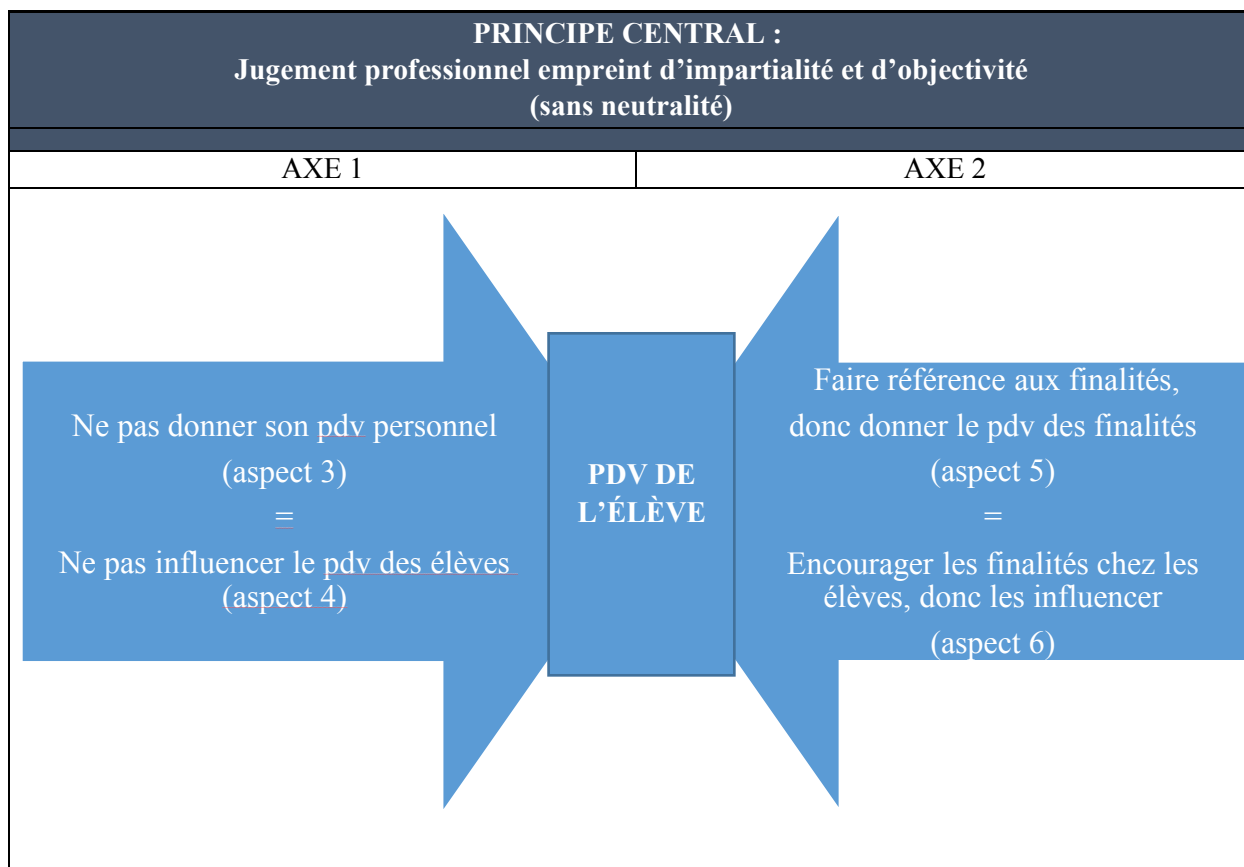 PRINCIPE CENTRAL :
Jugement professionnel empreint d’impartialité et d’objectivité
(sans neutralité)
AXE 1
AXE 2
Ne pas donner son pdv personnel
(aspect 3)
=
Ne pas influencer le pdv des élèves
(aspect 4)
PDV DE
L’ÉLÈVE
Faire référence aux finalités,
donc donner le pdv des finalités
(aspect 5)
=
Encourager les finalités chez les
élèves, donc les influencer
(aspect 6)